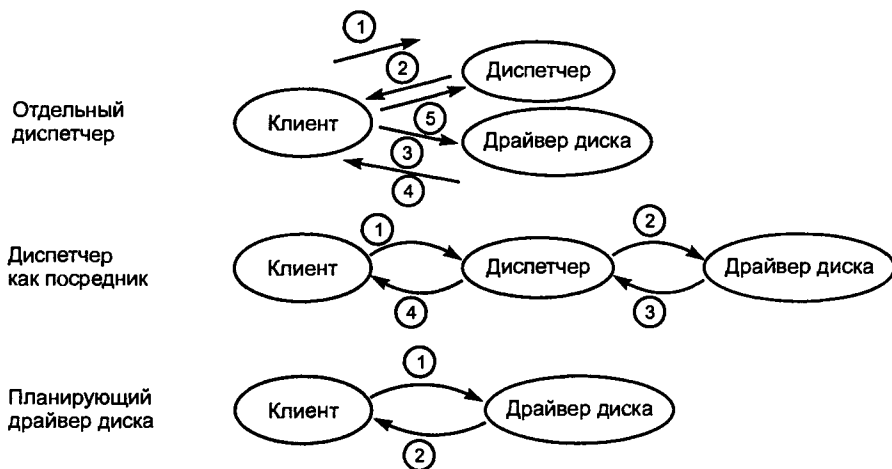 1
2
Диспетчер
Отдельный
диспетчер
Клиент
5
Драйвер диска
3
4
Диспетчер
как посредник
1
2
Клиент
Диспетчер
Драйвер диска
4
3
Планирующий
драйвер диска
1
Клиент
Драйвер диска
2